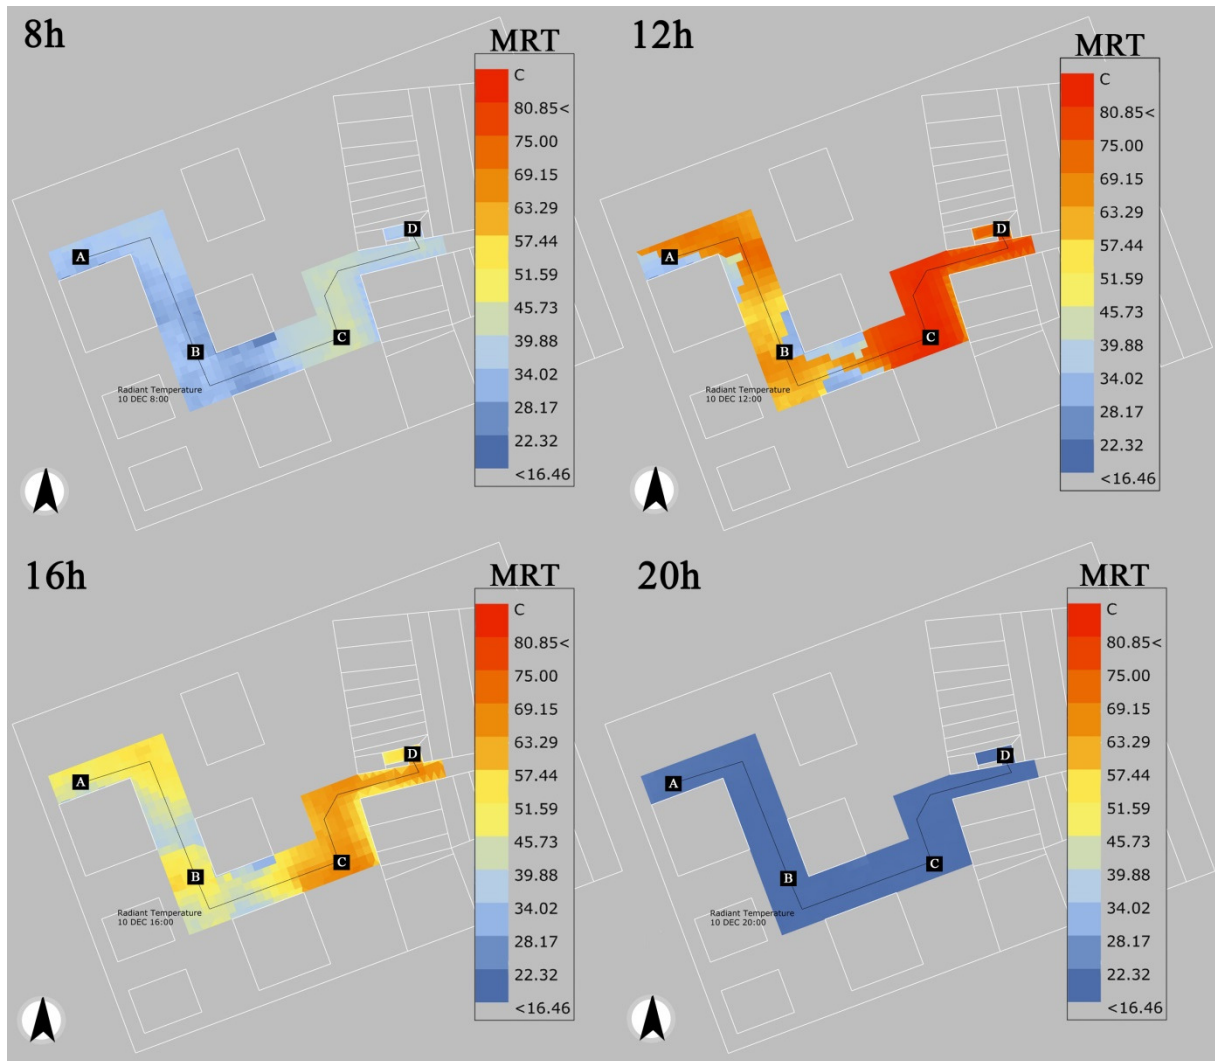 8h
MRT
C
80.85<
75.00
69.15
63.29
57.44
51.59
45.73
39.88
34.02
28.17
22.32
<16.46
A
B
C
D
Radiant Temperature
10 DEC 8:00
12h
MRT
C
80.85<
75.00
69.15
63.29
57.44
51.59
45.73
39.88
34.02
28.17
22.32
<16.46
A
B
C
D
Radiant Temperature
10 DEC 12:00
16h
MRT
C
80.85<
75.00
69.15
63.29
57.44
51.59
45.73
39.88
34.02
28.17
22.32
<16.46
A
B
C
D
Radiant Temperature
10 DEC 16:00
20h
MRT
C
80.85<
75.00
69.15
63.29
57.44
51.59
45.73
39.88
34.02
28.17
22.32
<16.46
A
B
C
D
Radiant Temperature
10 DEC 20:00